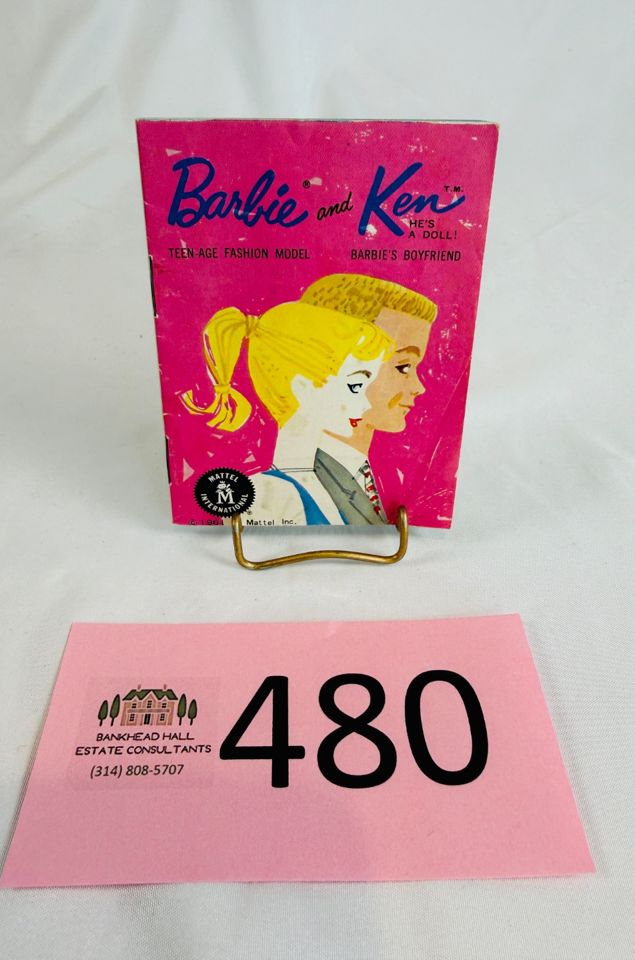 Barbie® and Ken T.M.
HE'S
A DOLL!
TEEN-AGE FASHION MODEL BARBIE'S BOYFRIEND
MATTEL
M
INTERNATIONAL
®
© 1961 Mattel Inc.
BANKHEAD HALL
ESTATE CONSULTANTS
(314) 808-5707
480